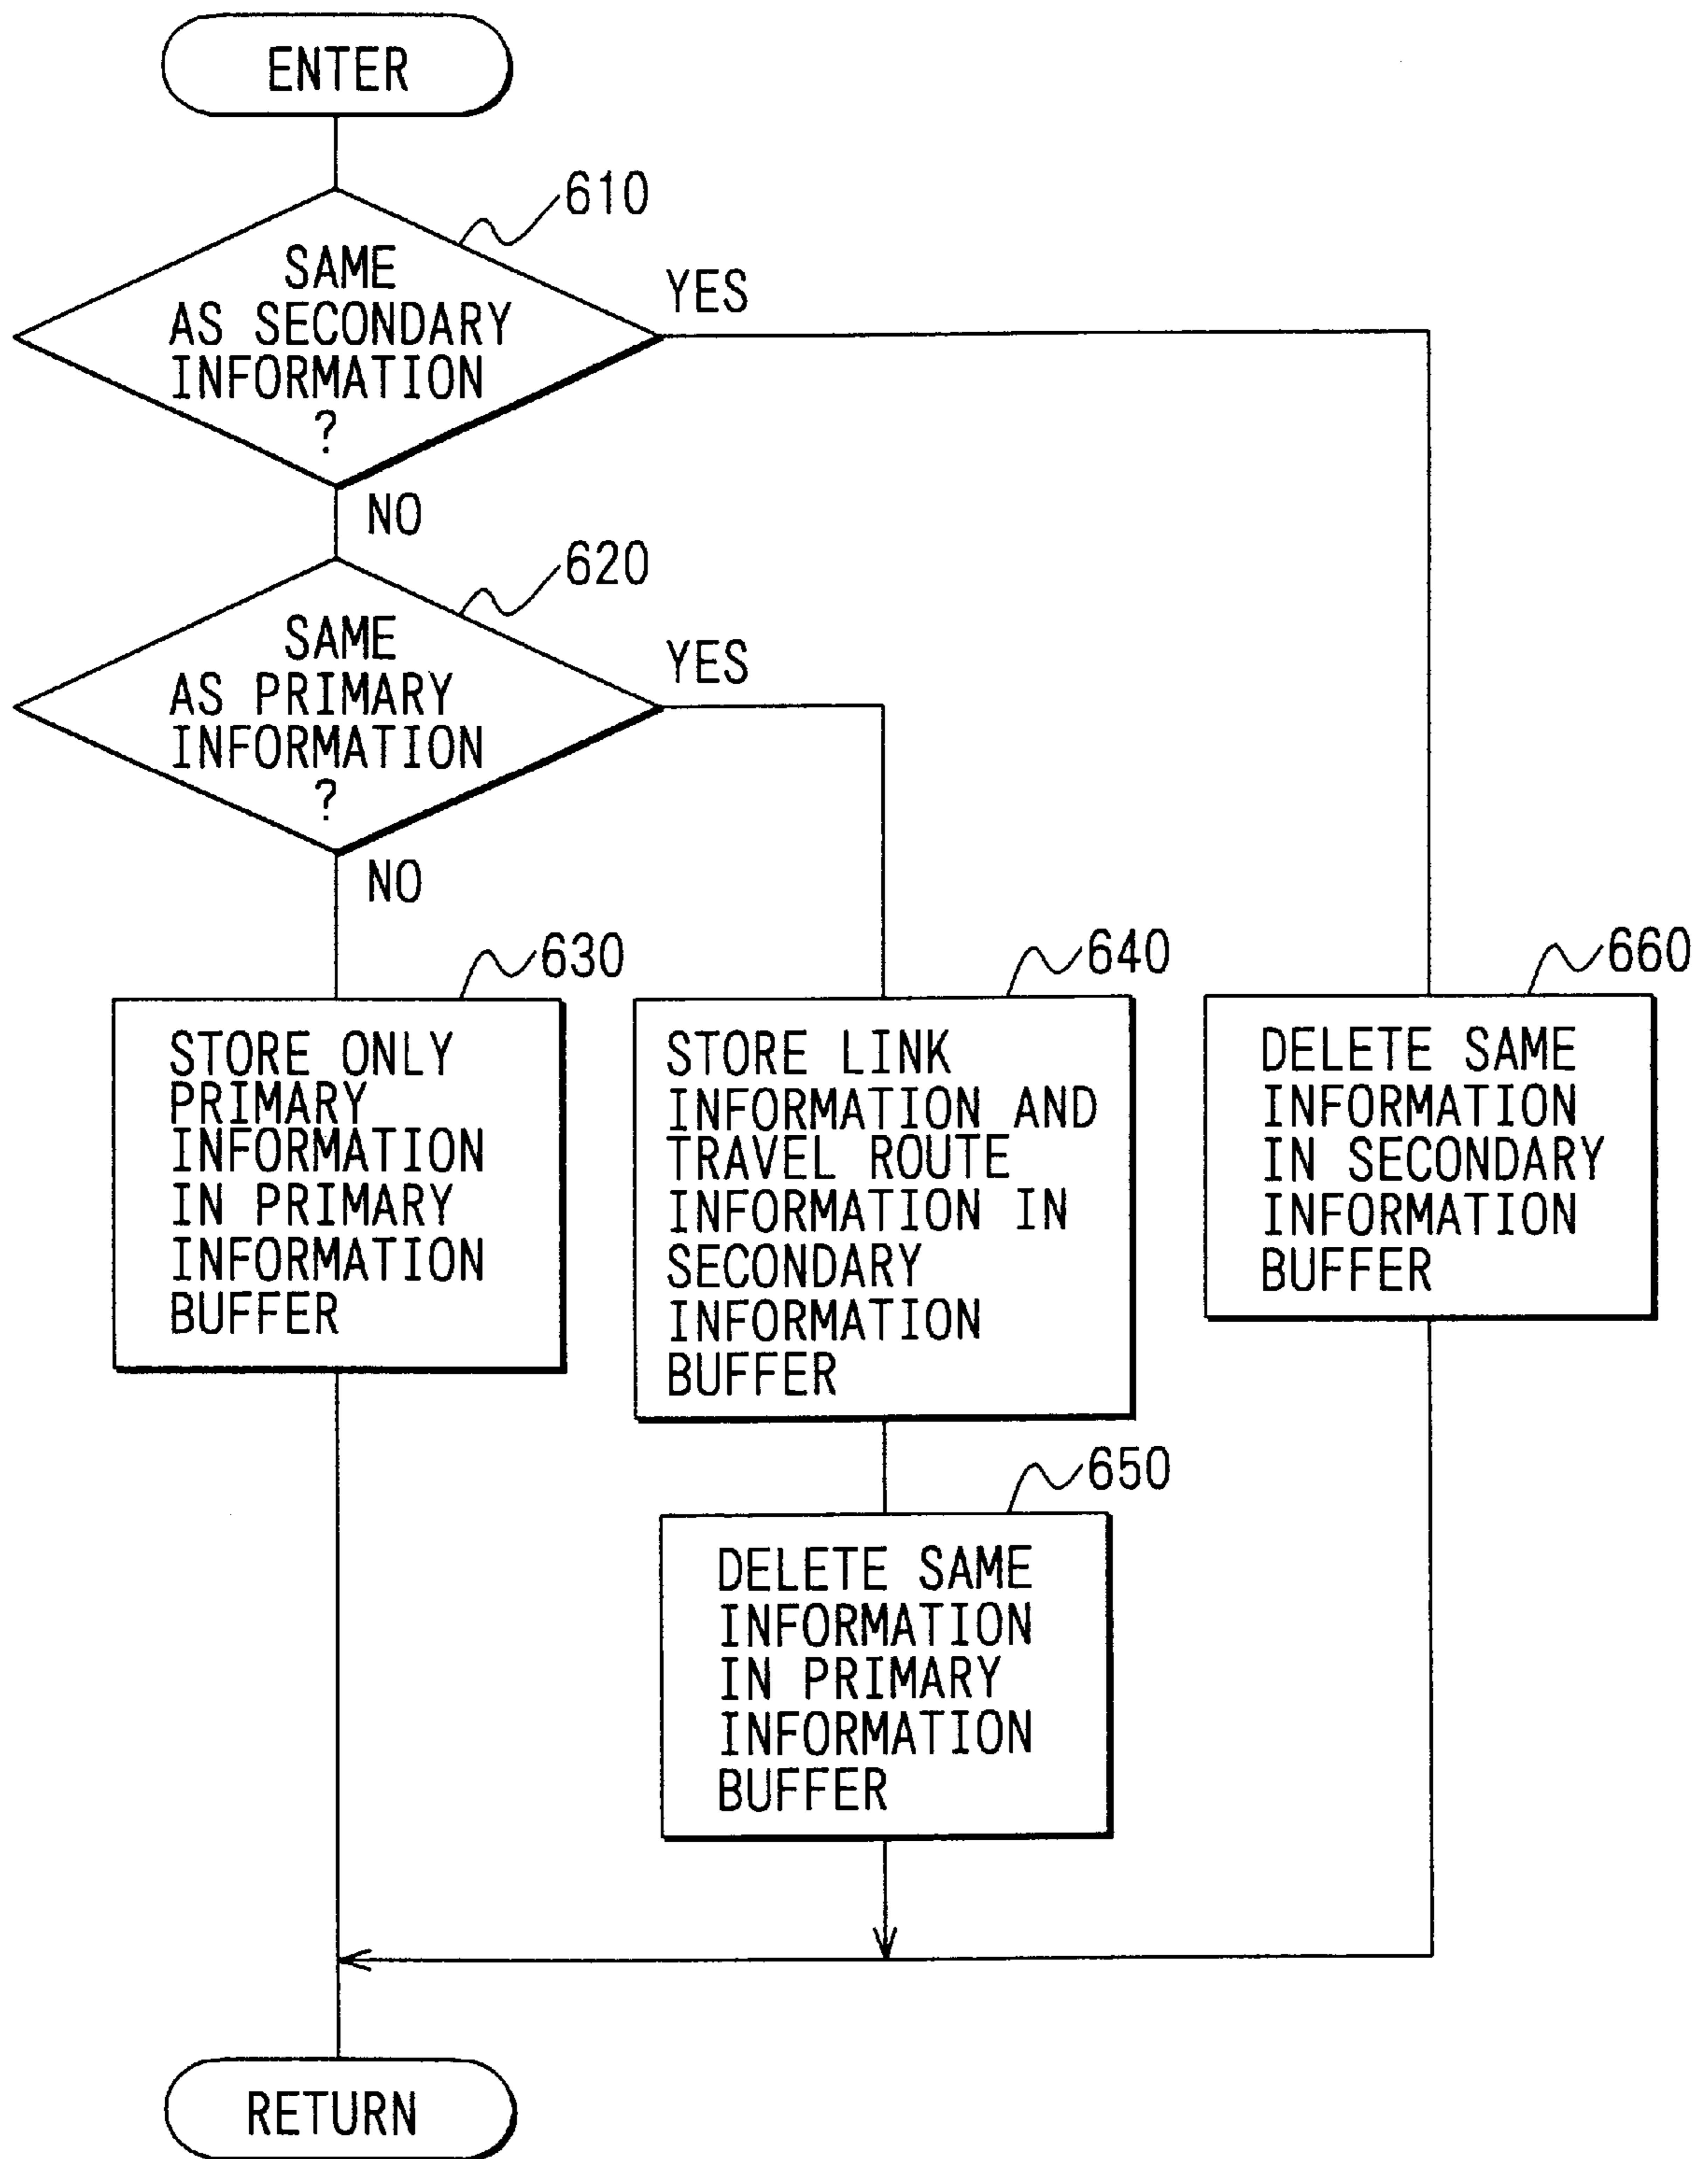 ENTER
610
SAME
AS SECONDARY
INFORMATION
?
YES
NO
620
SAME
AS PRIMARY
INFORMATION
?
YES
NO
630
STORE ONLY
PRIMARY
INFORMATION
IN PRIMARY
INFORMATION
BUFFER
640
STORE LINK
INFORMATION AND
TRAVEL ROUTE
INFORMATION IN
SECONDARY
INFORMATION
BUFFER
660
DELETE SAME
INFORMATION
IN SECONDARY
INFORMATION
BUFFER
650
DELETE SAME
INFORMATION
IN PRIMARY
INFORMATION
BUFFER
RETURN